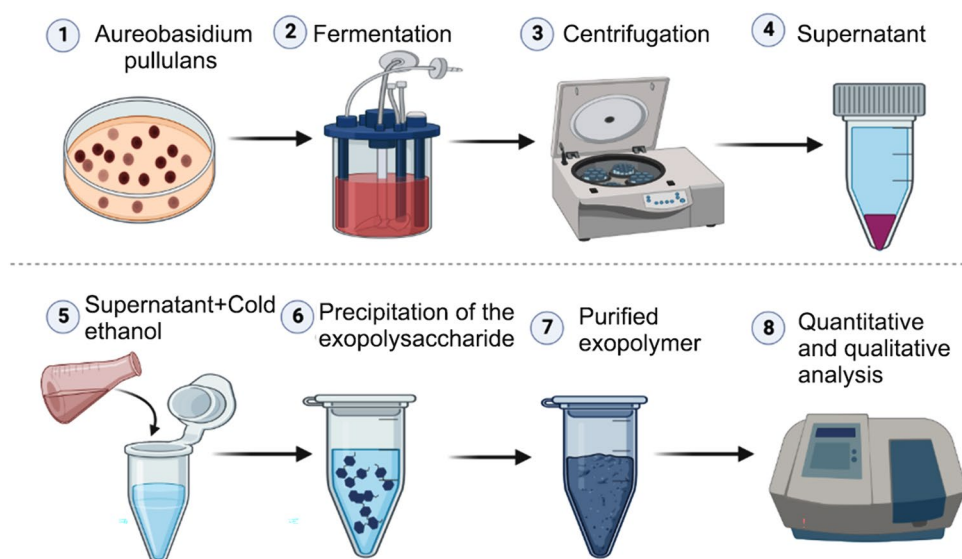 1 Aureobasidium
pullulans
2 Fermentation
3 Centrifugation
4 Supernatant
5 Supernatant+Cold
ethanol
6 Precipitation of the
exopolysaccharide
7 Purified
exopolymer
8 Quantitative
and qualitative
analysis